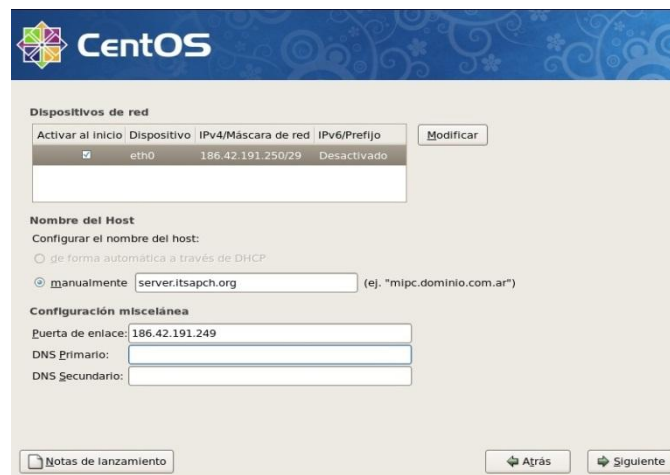 CentOS
Dispositivos de red
Activar al inicio Dispositivo IPv4/Máscara de red IPv6/Prefijo
Modificar
eth0 186.42.191.250/29 Desactivado
Nombre del Host
Configurar el nombre del host:
de forma automática a través de DHCP
manualmente server.itsapch.org (ej. "mipc.dominio.com.ar")
Configuración miscelánea
Puerta de enlace: 186.42.191.249
DNS Primario:
DNS Secundario:
Notas de lanzamiento Atrás Siguiente